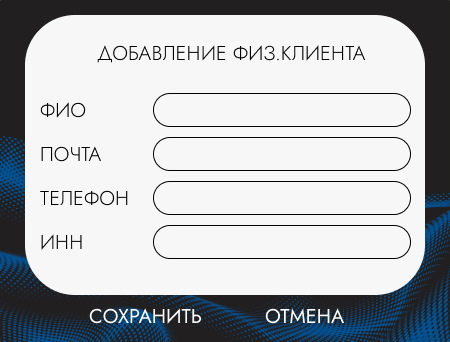 ДОБАВЛЕНИЕ ФИЗ.КЛИЕНТА
ФИО
ПОЧТА
ТЕЛЕФОН
ИНН
СОХРАНИТЬ ОТМЕНА